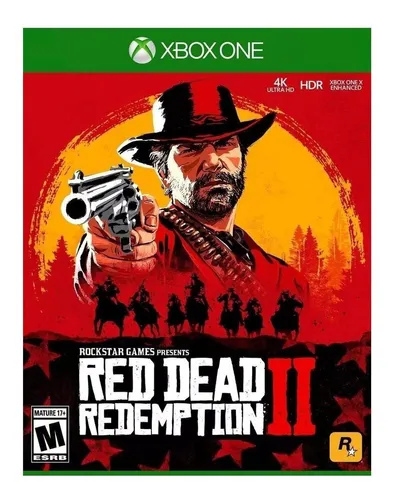 XBOX ONE
4K
ULTRA HD
HDR
XBOX ONE X
ENHANCED
ROCKSTAR GAMES PRESENTS
RED DEAD
REDEMPTION II
MATURE 17+
M
ESRB
R